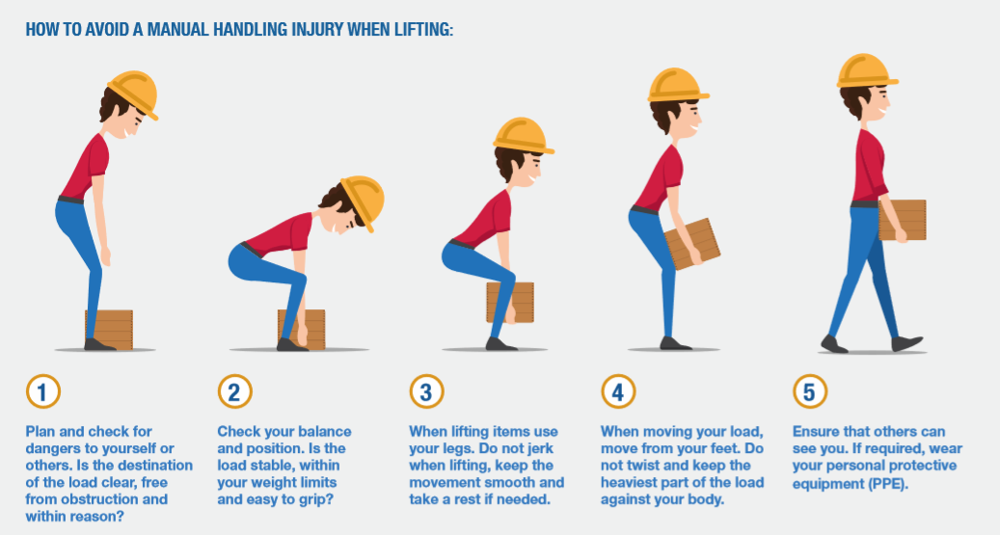 HOW TO AVOID A MANUAL HANDLING INJURY WHEN LIFTING:
1
Plan and check for
dangers to yourself or
others. Is the destination
of the load clear, free
from obstruction and
within reason?
2
Check your balance
and position. Is the
load stable, within
your weight limits
and easy to grip?
3
When lifting items use
your legs. Do not jerk
when lifting, keep the
movement smooth and
take a rest if needed.
4
When moving your load,
move from your feet. Do
not twist and keep the
heaviest part of the load
against your body.
5
Ensure that others can
see you. If required, wear
your personal protective
equipment (PPE).